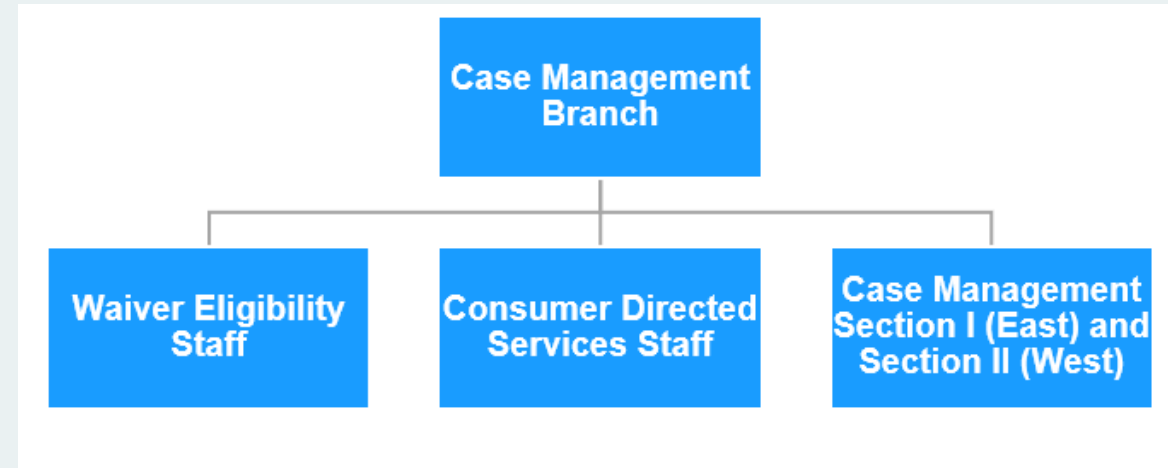 Case Management
Branch
Waiver Eligibility
Staff
Consumer Directed
Services Staff
Case Management
Section I (East) and
Section II (West)